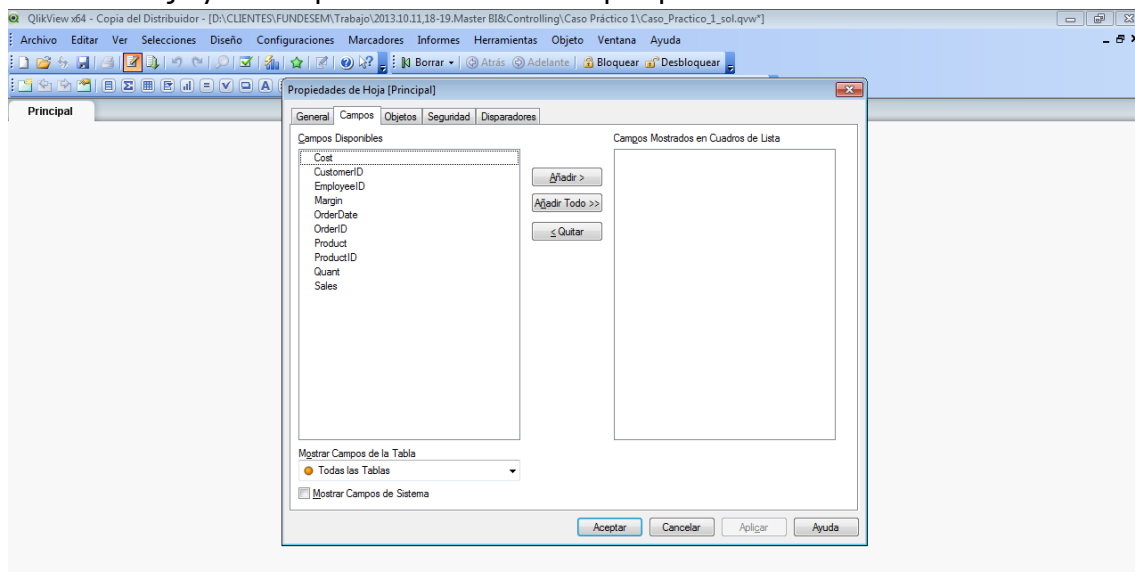 QlikView x64 - Copia del Distribuidor - [D:\CLIENTES\FUNDESEM\Trabajo\2013.10.11,18-19.Master BI&Controlling\Caso Práctico 1\Caso_Practico_1_sol.qvw*]
Archivo Editar Ver Selecciones Diseño Configuraciones Marcadores Informes Herramientas Objeto Ventana Ayuda
Borrar Atrás Adelante Bloquear Desbloquear
Propiedades de Hoja [Principal]
Principal
General Campos Objetos Seguridad Disparadores
Campos Disponibles Campos Mostrados en Cuadros de Lista
Cost
CustomerID
EmployeeID
Margin
OrderDate
OrderID
Product
ProductID
Quant
Sales
Añadir >
Añadir Todo >>
< Quitar
Mostrar Campos de la Tabla
Todas las Tablas
Mostrar Campos de Sistema
Aceptar Cancelar Aplicar Ayuda